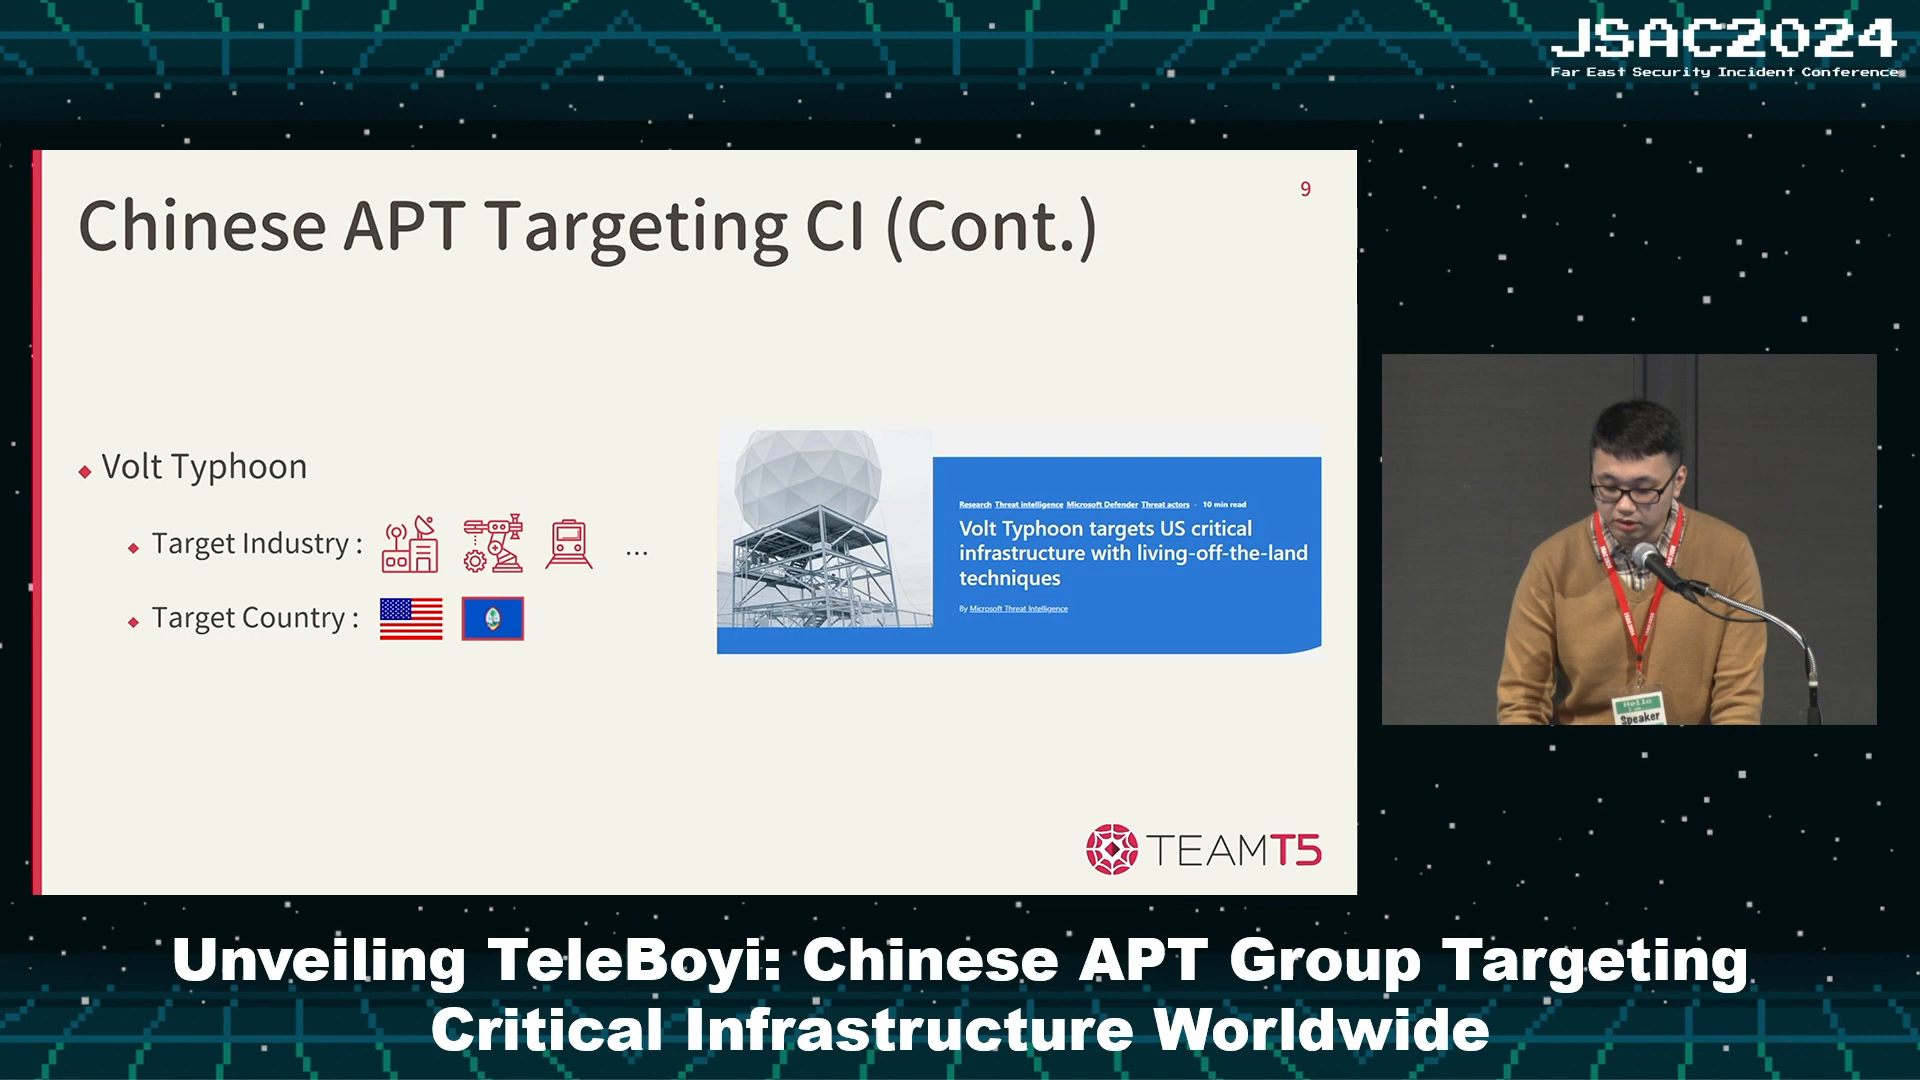 JSAC2024
Far East Security Incident Conference
9
Chinese APT Targeting CI (Cont.)
Volt Typhoon
Target Industry :
...
Target Country :
Research Threat intelligence Microsoft Defender Threat actors · 10 min read
Volt Typhoon targets US critical
infrastructure with living-off-the-land
techniques
By Microsoft Threat Intelligence
TEAMT5
Hello
Speaker
Unveiling TeleBoyi: Chinese APT Group Targeting
Critical Infrastructure Worldwide